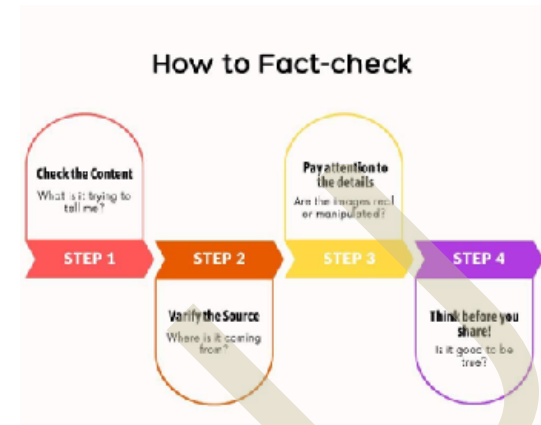 How to Fact-check
Check the Content
What is it trying to
tell me?
STEP 1
STEP 2
Varify the Source
Where is it coming
from?
Pay attention to
the details
Are the images real
or manipulated?
STEP 3
STEP 4
Think before you
share!
Is it good to be
true?